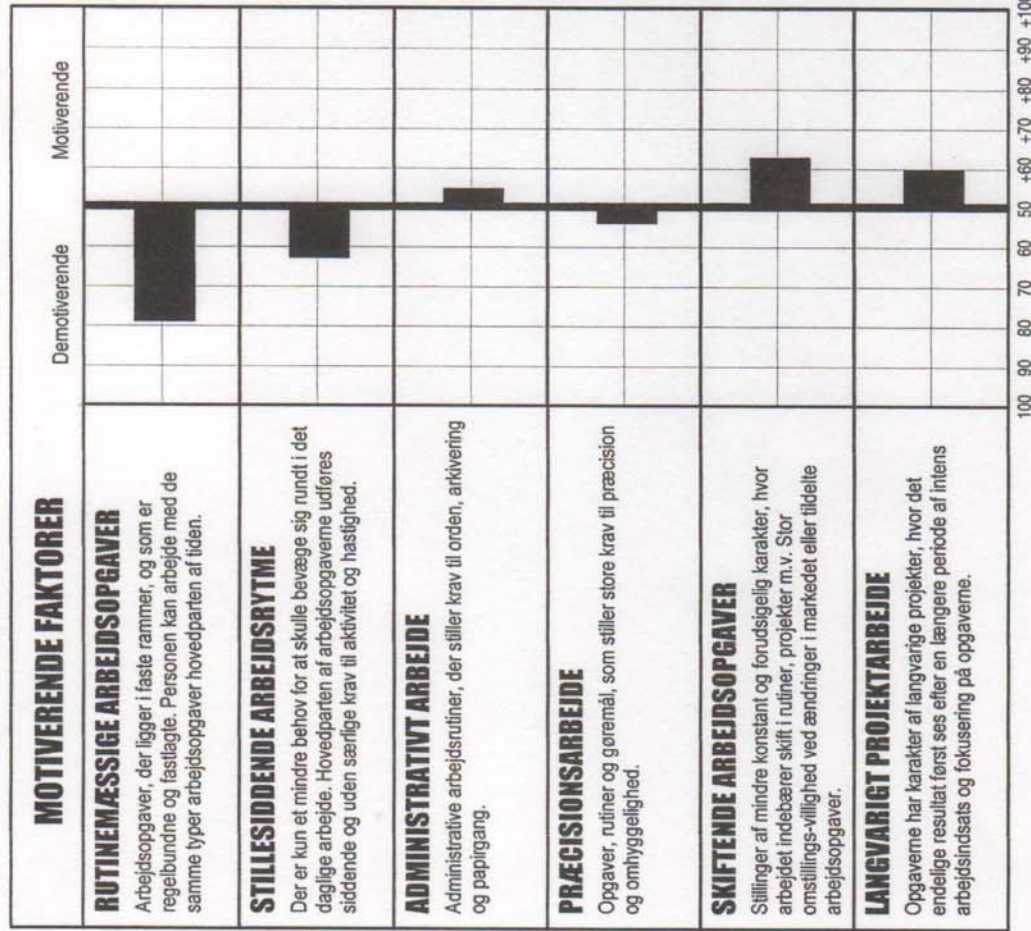 MOTIVERENDE FAKTORER
Demotiverende
Motiverende
RUTINEMÆSSIGE ARBEJDSOPGAVER
Arbejdsopgaver, der ligger i faste rammer, og som er
regelbundne og fastlagte. Personen kan arbejde med de
samme typer arbejdsopgaver hovedparten af tiden.
STILLESIDDENDE ARBEJDSRYTME
Der er kun et mindre behov for at skulle bevæge sig rundt i det
daglige arbejde. Hovedparten af arbejdsopgaverne udføres
siddende og uden særlige krav til aktivitet og hastighed.
ADMINISTRATIVT ARBEJDE
Administrative arbejdsrutiner, der stiller krav til orden, arkivering
og papirgang.
PRÆCISIONSARBEJDE
Opgaver, rutiner og gøremål, som stiller store krav til præcision
og omhyggelighed.
SKIFTENDE ARBEJDSOPGAVER
Stillinger af mindre konstant og forudsigelig karakter, hvor
arbejdet indebærer skift i rutiner, projekter m.v. Stor
omstillings-villighed ved ændringer i markedet eller tildelte
arbejdsopgaver.
LANGVARIGT PROJEKTARBEJDE
Opgaverne har karakter af langvarige projekter, hvor det
endelige resultat først ses efter en længere periode af intens
arbejdsindsats og fokusering på opgaverne.
100 90 80 70 60 50 +60 +70 +80 +90 +100